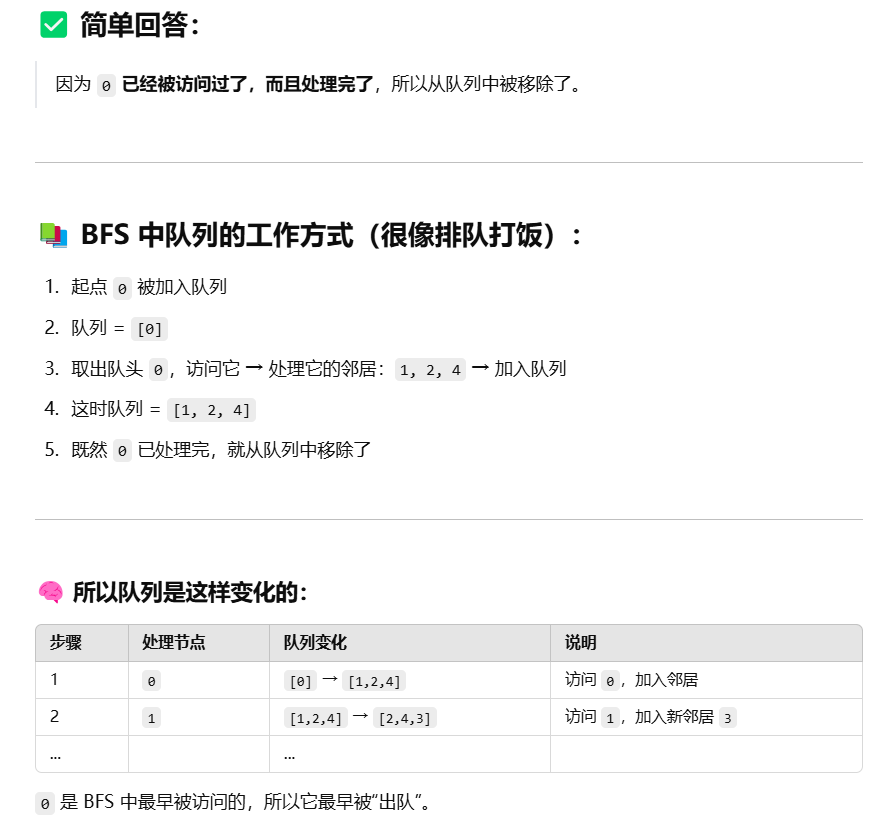 ✅ 简单回答：
因为 0 已经被访问过了，而且处理完了，所以从队列中被移除了。
📚 BFS 中队列的工作方式（很像排队打饭）：
1. 起点 0 被加入队列
2. 队列 = [0]
3. 取出队头 0，访问它 → 处理它的邻居：1, 2, 4 → 加入队列
4. 这时队列 = [1, 2, 4]
5. 既然 0 已处理完，就从队列中移除了
🧠 所以队列是这样变化的：
步骤 处理节点 队列变化 说明
1 0 [0] → [1,2,4] 访问 0，加入邻居
2 1 [1,2,4] → [2,4,3] 访问 1，加入新邻居 3
... ...
0 是 BFS 中最早被访问的，所以它最早被“出队”。